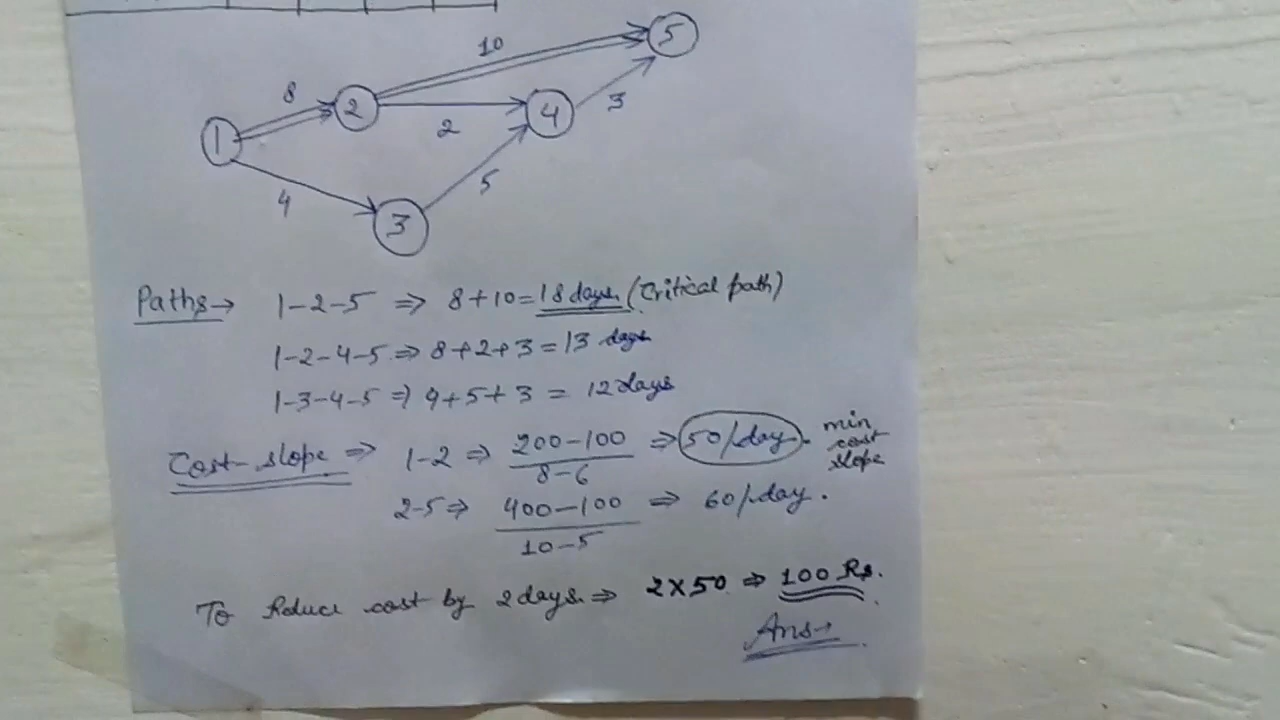 10
5
8
2
4
1
2
3
4
5
3
Paths → 1-2-5 ⇒ 8+10=18 days (Critical path)
1-2-4-5 ⇒ 8+2+3=13 days
1-3-4-5 ⇒ 4+5+3 = 12 days
Cost-slope ⇒ 1-2 ⇒ 200-100 / 8-6 ⇒ 50/day. min cost slope
2-5 ⇒ 400-100 / 10-5 ⇒ 60/day.
To Reduce cost by 2 days. ⇒ 2×50 ⇒ 100 Rs.
Ans→